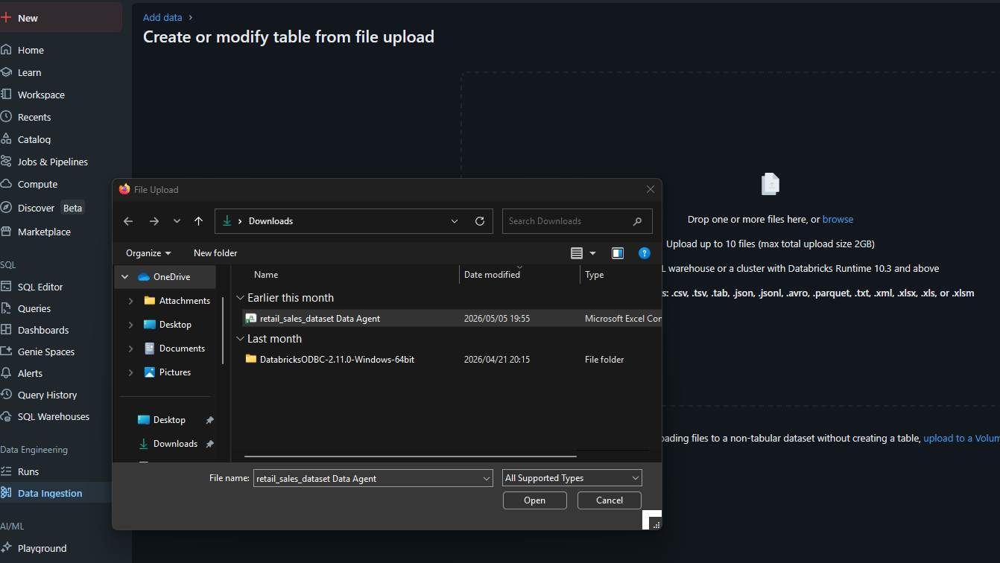 New
Home
Learn
Workspace
Recents
Catalog
Jobs & Pipelines
Compute
Discover Beta
Marketplace
SQL
SQL Editor
Queries
Dashboards
Genie Spaces
Alerts
Query History
SQL Warehouses
Data Engineering
Runs
Data Ingestion
AI/ML
Playground
Add data ›
Create or modify table from file upload
Drop one or more files here, or browse
Upload up to 10 files (max total upload size 2GB)
L warehouse or a cluster with Databricks Runtime 10.3 and above
s: .csv, .tsv, .tab, .json, .jsonl, .avro, .parquet, .txt, .xml, .xlsx, .xls, or .xlsm
files to a non-tabular dataset without creating a table, upload to a
File Upload
Downloads
Search Downloads
Organize New folder
OneDrive
Attachments
Desktop
Documents
Pictures
Desktop
Downloads
Name Date modified Type
Earlier this month
retail_sales_dataset Data Agent 2026/05/05 19:55 Microsoft Excel
Last month
DatabricksODBC-2.11.0-Windows-64bit 2026/04/21 20:15 File folder
File name: retail_sales_dataset Data Agent All Supported Types
Open Cancel